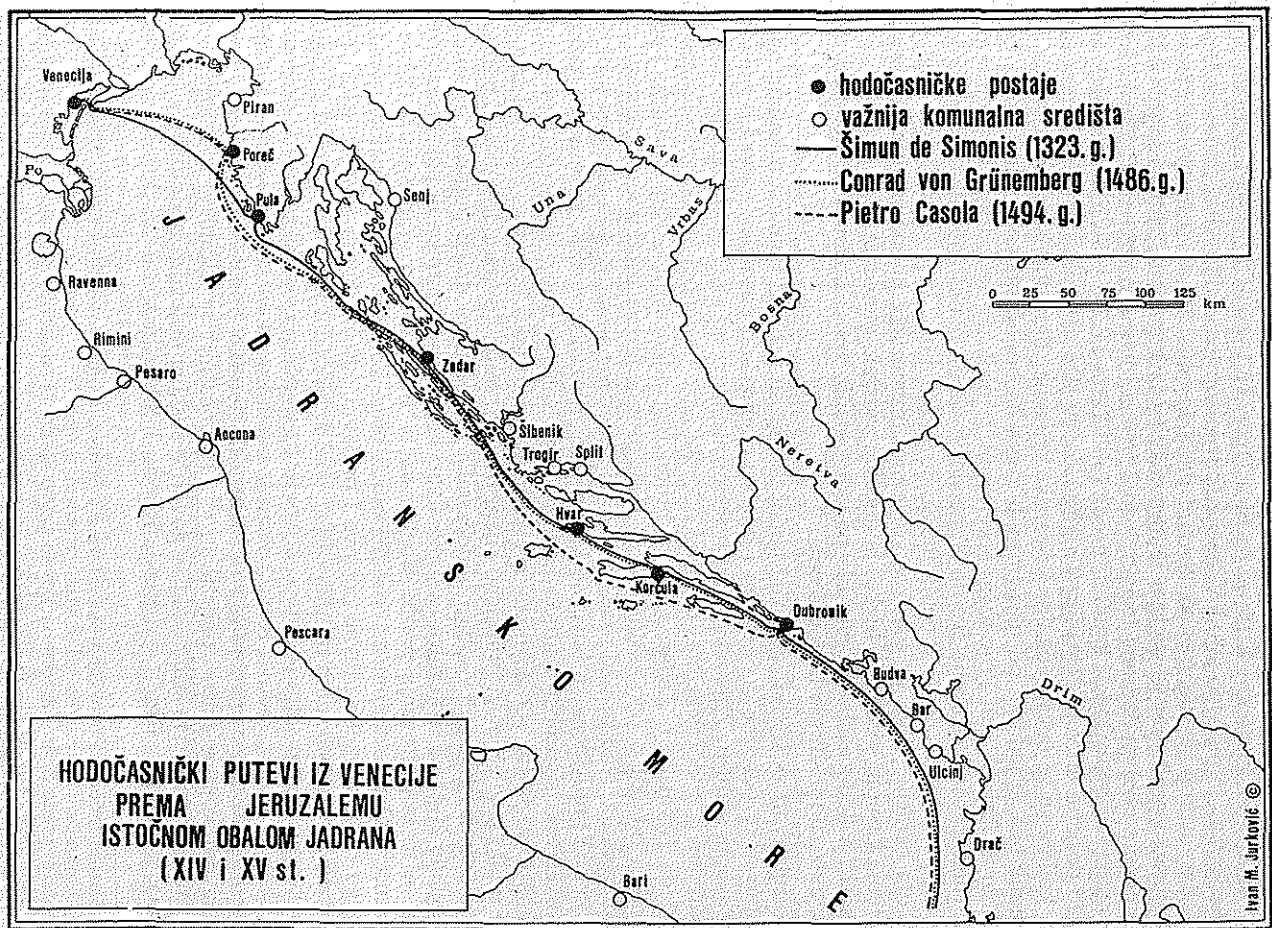 hodočasničke postaje
važnija komunalna središta
Šimun de Simonis (1323. g.)
Conrad von Grünemberg (1486.g.)
Pietro Casola (1494. g.)
0 25 50 75 100 125 km
Venecija
Piran
Poreč
Pula
Senj
Po
Ravenna
Rimini
Pesaro
Ancona
Pescara
Bari
Zadar
Šibenik
Trogir
Split
Hvar
Korčula
Dubrovnik
Budva
Bar
Ulcinj
Drač
Sava
Una
Vrbas
Bosna
Neretva
Drim
JADRANSKO MORE
HODOČASNIČKI PUTEVI IZ VENECIJE
PREMA JERUZALEMU
ISTOČNOM OBALOM JADRANA
(XIV i XV st. )
Ivan M. Jurković ©